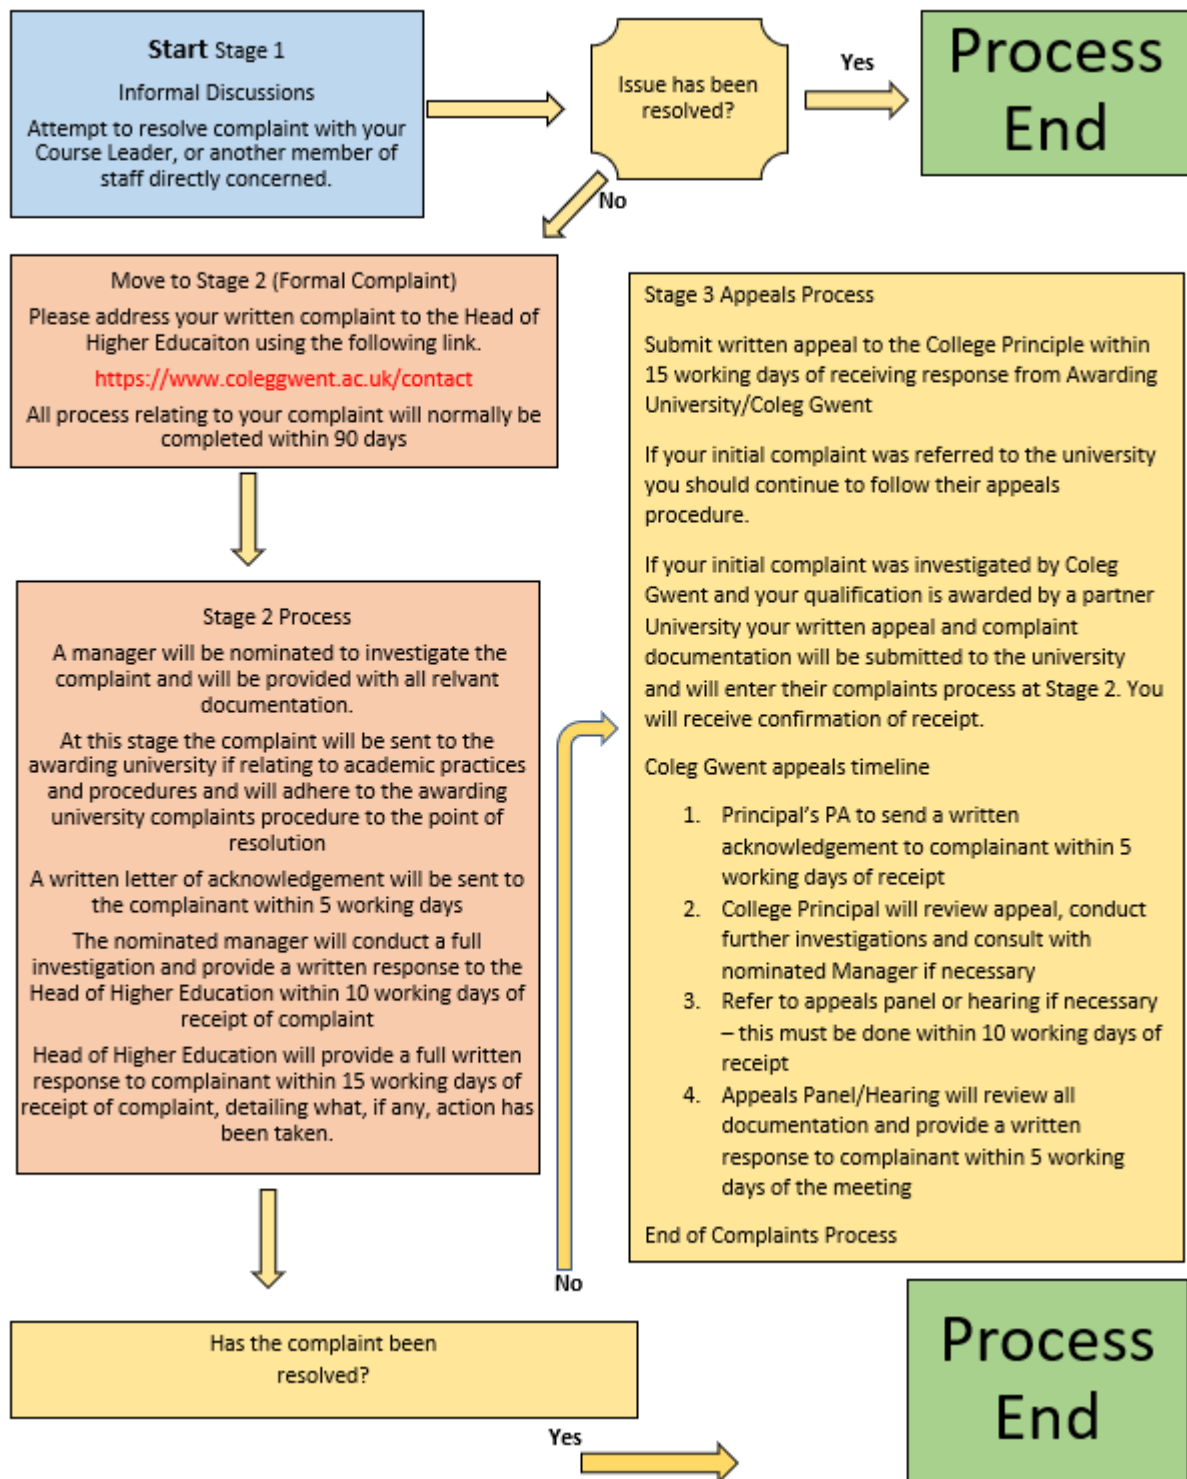 Start Stage 1
Informal Discussions
Attempt to resolve complaint with your
Course Leader, or another member of
staff directly concerned.
Issue has been
resolved?
Yes
Process
End
No
Move to Stage 2 (Formal Complaint)
Please address your written complaint to the Head of
Higher Educaiton using the following link.
https://www.coleggwent.ac.uk/contact
All process relating to your complaint will normally be
completed within 90 days
Stage 2 Process
A manager will be nominated to investigate the
complaint and will be provided with all relvant
documentation.
At this stage the complaint will be sent to the
awarding university if relating to academic practices
and procedures and will adhere to the awarding
university complaints procedure to the point of
resolution
A written letter of acknowledgement will be sent to
the complainant within 5 working days
The nominated manager will conduct a full
investigation and provide a written response to the
Head of Higher Education within 10 working days of
receipt of complaint
Head of Higher Education will provide a full written
response to complainant within 15 working days of
receipt of complaint, detailing what, if any, action has
been taken.
Has the complaint been
resolved?
No
Stage 3 Appeals Process
Submit written appeal to the College Principle within
15 working days of receiving response from Awarding
University/Coleg Gwent
If your initial complaint was referred to the university
you should continue to follow their appeals
procedure.
If your initial complaint was investigated by Coleg
Gwent and your qualification is awarded by a partner
University your written appeal and complaint
documentation will be submitted to the university
and will enter their complaints process at Stage 2. You
will receive confirmation of receipt.
Coleg Gwent appeals timeline
1. Principal's PA to send a written
acknowledgement to complainant within 5
working days of receipt
2. College Principal will review appeal, conduct
further investigations and consult with
nominated Manager if necessary
3. Refer to appeals panel or hearing if necessary
– this must be done within 10 working days of
receipt
4. Appeals Panel/Hearing will review all
documentation and provide a written
response to complainant within 5 working
days of the meeting
End of Complaints Process
Yes
Process
End